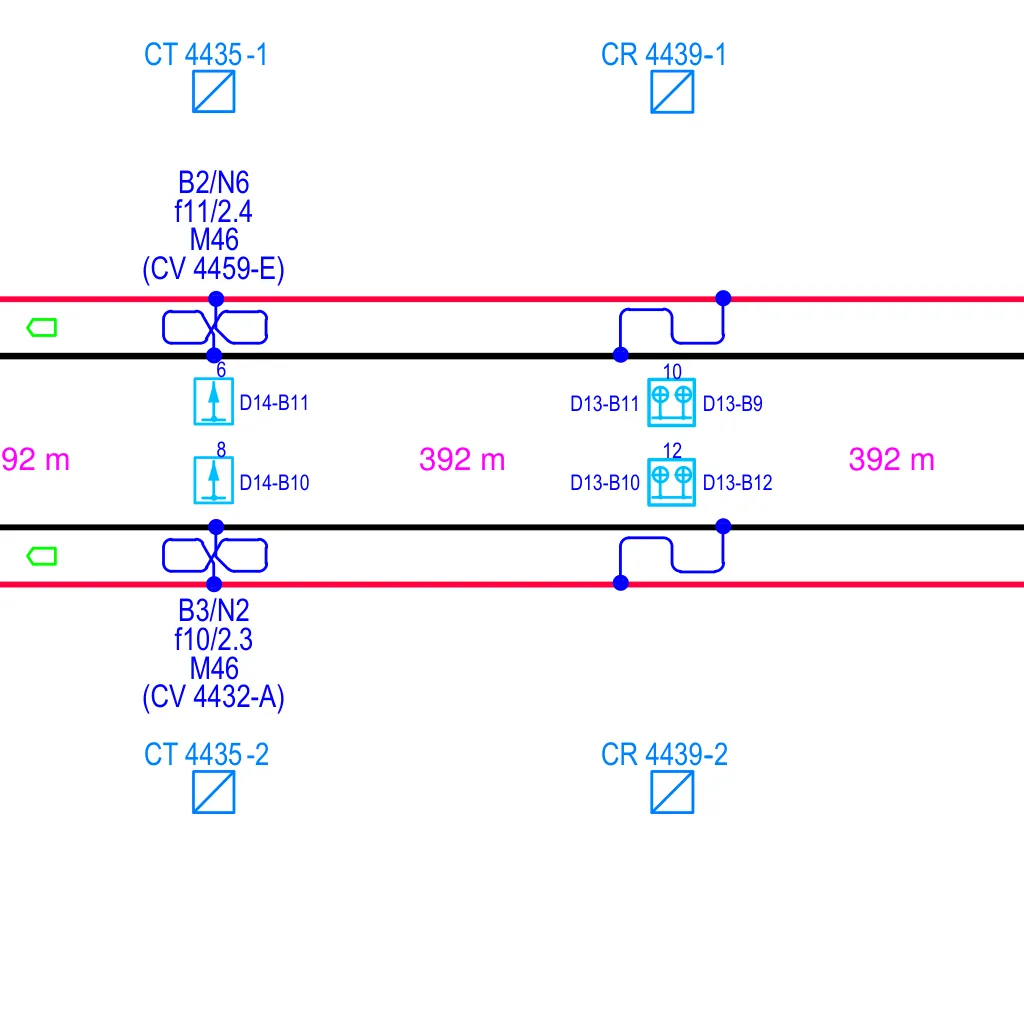 CT 4435-1
CR 4439-1
B2/N6
f11/2.4
M46
(CV 4459-E)
6
D14-B11
10
D13-B11
D13-B9
92 m
8
D14-B10
392 m
12
D13-B10
D13-B12
392 m
B3/N2
f10/2.3
M46
(CV 4432-A)
CT 4435-2
CR 4439-2